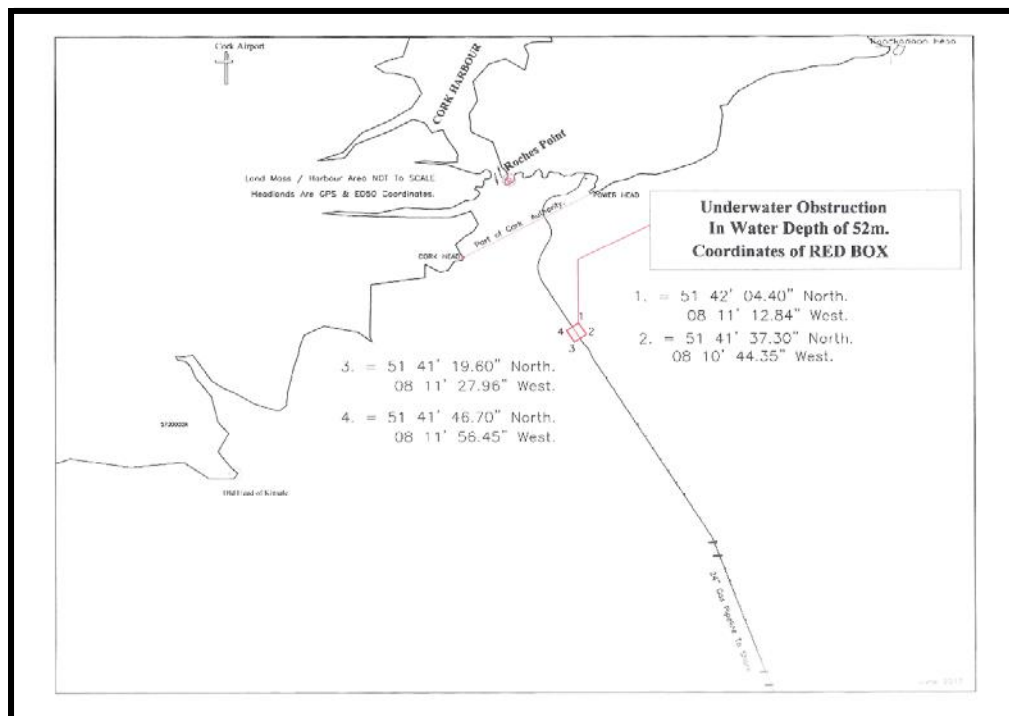 Cork Airport
CORK HARBOUR
Roches Point
Land Mass / Harbour Area NOT To SCALE
Headlands Are GPS & ED50 Coordinates.
POWER HEAD
Port of Cork Authority.
CORK HEAD
Underwater Obstruction
In Water Depth of 52m.
Coordinates of RED BOX
1. = 51 42' 04.40" North.
08 11' 12.84" West.
2. = 51 41' 37.30" North.
08 10' 44.35" West.
1
4
2
3
3. = 51 41' 19.60" North.
08 11' 27.96" West.
4. = 51 41' 46.70" North.
08 11' 56.45" West.
Old Head of Kinsale
24" Gas Pipeline To Shore